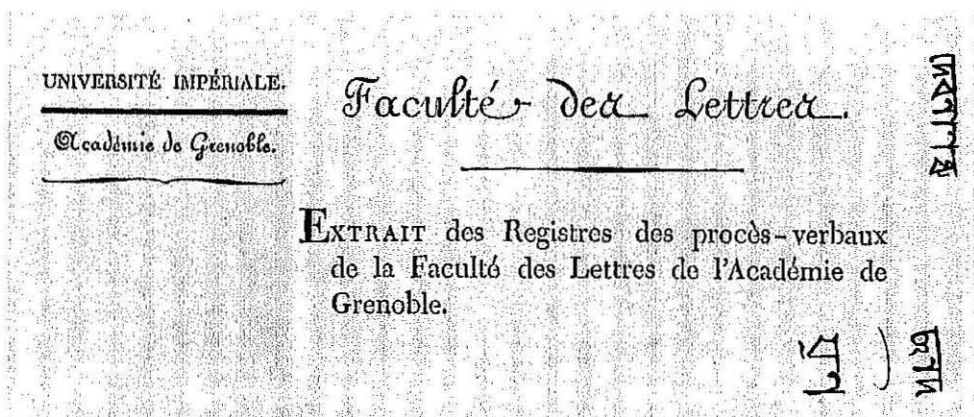 UNIVERSITÉ IMPÉRIALE.
Académie de Grenoble.
Faculté des Lettres.
EXTRAIT des Registres des procès-verbaux
de la Faculté des Lettres de l'Académie de
Grenoble.